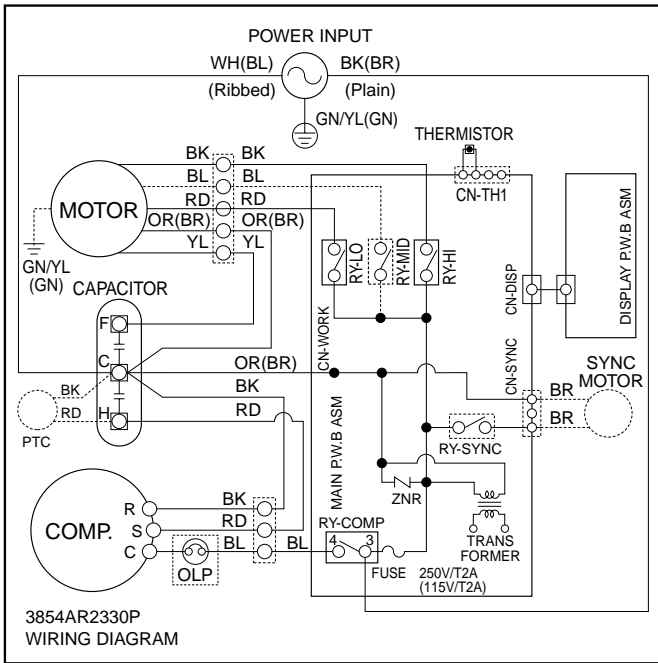 POWER INPUT
WH(BL)
BK(BR)
(Ribbed)
(Plain)
GN/YL(GN)
THERMISTOR
CN-TH1
BK
BK
BL
BL
RD
RD
OR(BR)
OR(BR)
YL
YL
MOTOR
GN/YL
(GN)
RY-LO
RY-MID
RY-HI
CN-DISP
DISPLAY P.W.B ASM
CAPACITOR
F
C
H
CN-WORK
OR(BR)
BK
RD
CN-SYNC
SYNC
MOTOR
BR
BR
BK
RD
PTC
MAIN P.W.B ASM
RY-SYNC
ZNR
TRANS
FORMER
COMP.
R
S
C
BK
RD
BL
BL
OLP
RY-COMP
4
3
FUSE
250V/T2A
(115V/T2A)
3854AR2330P
WIRING DIAGRAM